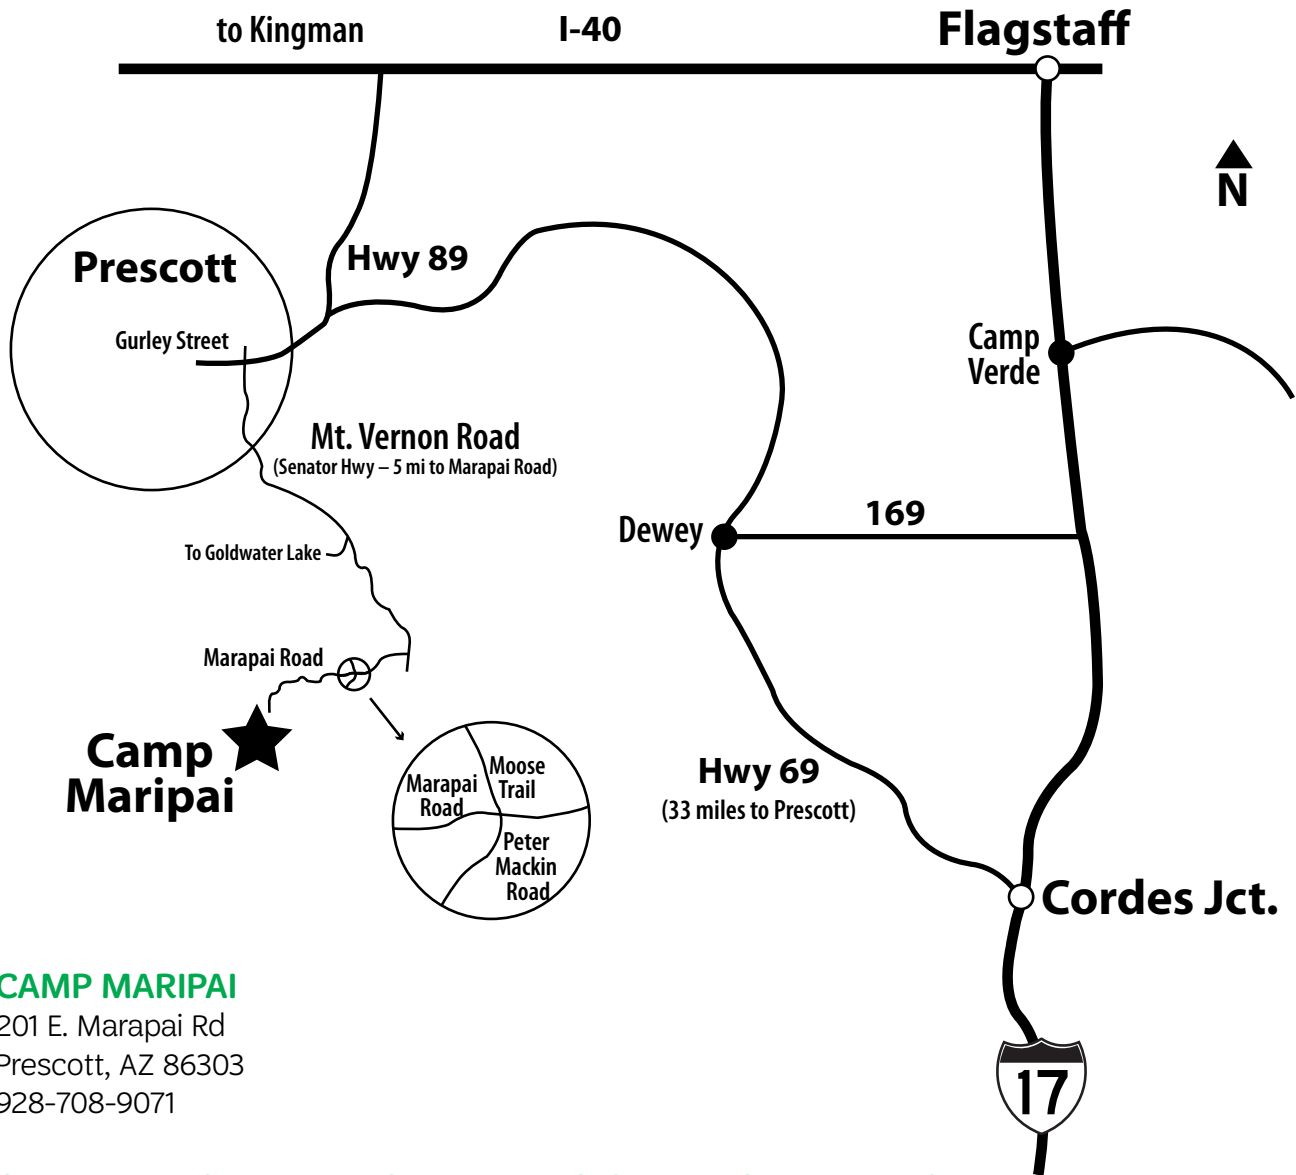 to Kingman
I-40
Flagstaff
N
Prescott
Hwy 89
Gurley Street
Camp
Verde
Mt. Vernon Road
(Senator Hwy – 5 mi to Marapai Road)
169
Dewey
To Goldwater Lake
Marapai Road
Camp
Maripai
Moose
Trail
Marapai
Road
Peter
Mackin
Road
Hwy 69
(33 miles to Prescott)
Cordes Jct.
17
CAMP MARIPAI
201 E. Marapai Rd
Prescott, AZ 86303
928-708-9071